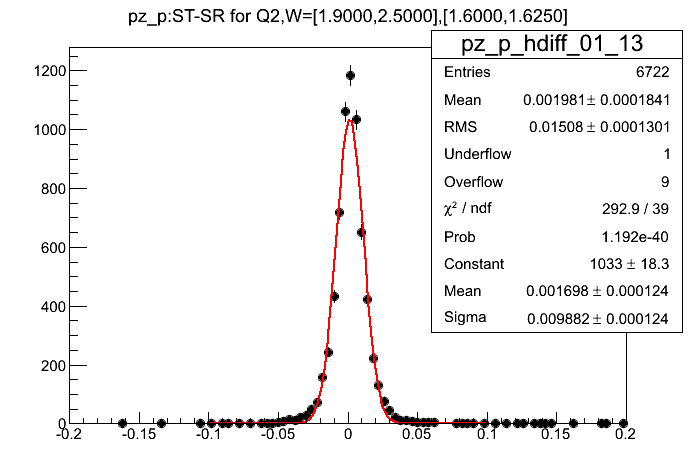 pz_p:ST-SR for Q2,W=[1.9000,2.5000],[1.6000,1.6250]
pz_p_hdiff_01_13
Entries 6722
Mean 0.001981 ± 0.0001841
RMS 0.01508 ± 0.0001301
Underflow 1
Overflow 9
χ² / ndf 292.9 / 39
Prob 1.192e-40
Constant 1033 ± 18.3
Mean 0.001698 ± 0.000124
Sigma 0.009882 ± 0.000124
1200
1000
800
600
400
200
0
-0.2 -0.15 -0.1 -0.05 0 0.05 0.1 0.15 0.2